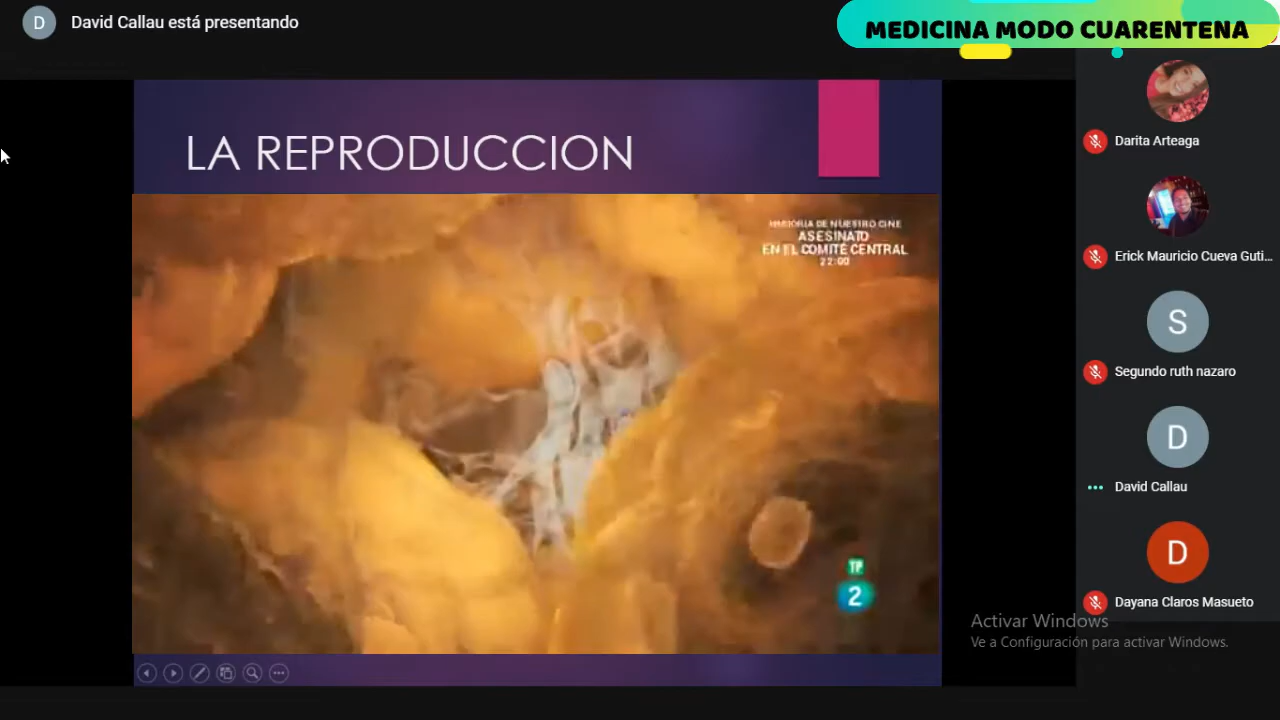 D
David Callau está presentando
MEDICINA MODO CUARENTENA
LA REPRODUCCION
HISTORIA DE NUESTRO CINE
ASESINATO
EN EL COMITÉ CENTRAL
22:00
TP
2
Darita Arteaga
Erick Mauricio Cueva Guti...
S
Segundo ruth nazaro
D
David Callau
D
Dayana Claros Masueto
Activar Windows
Ve a Configuración para activar Windows.